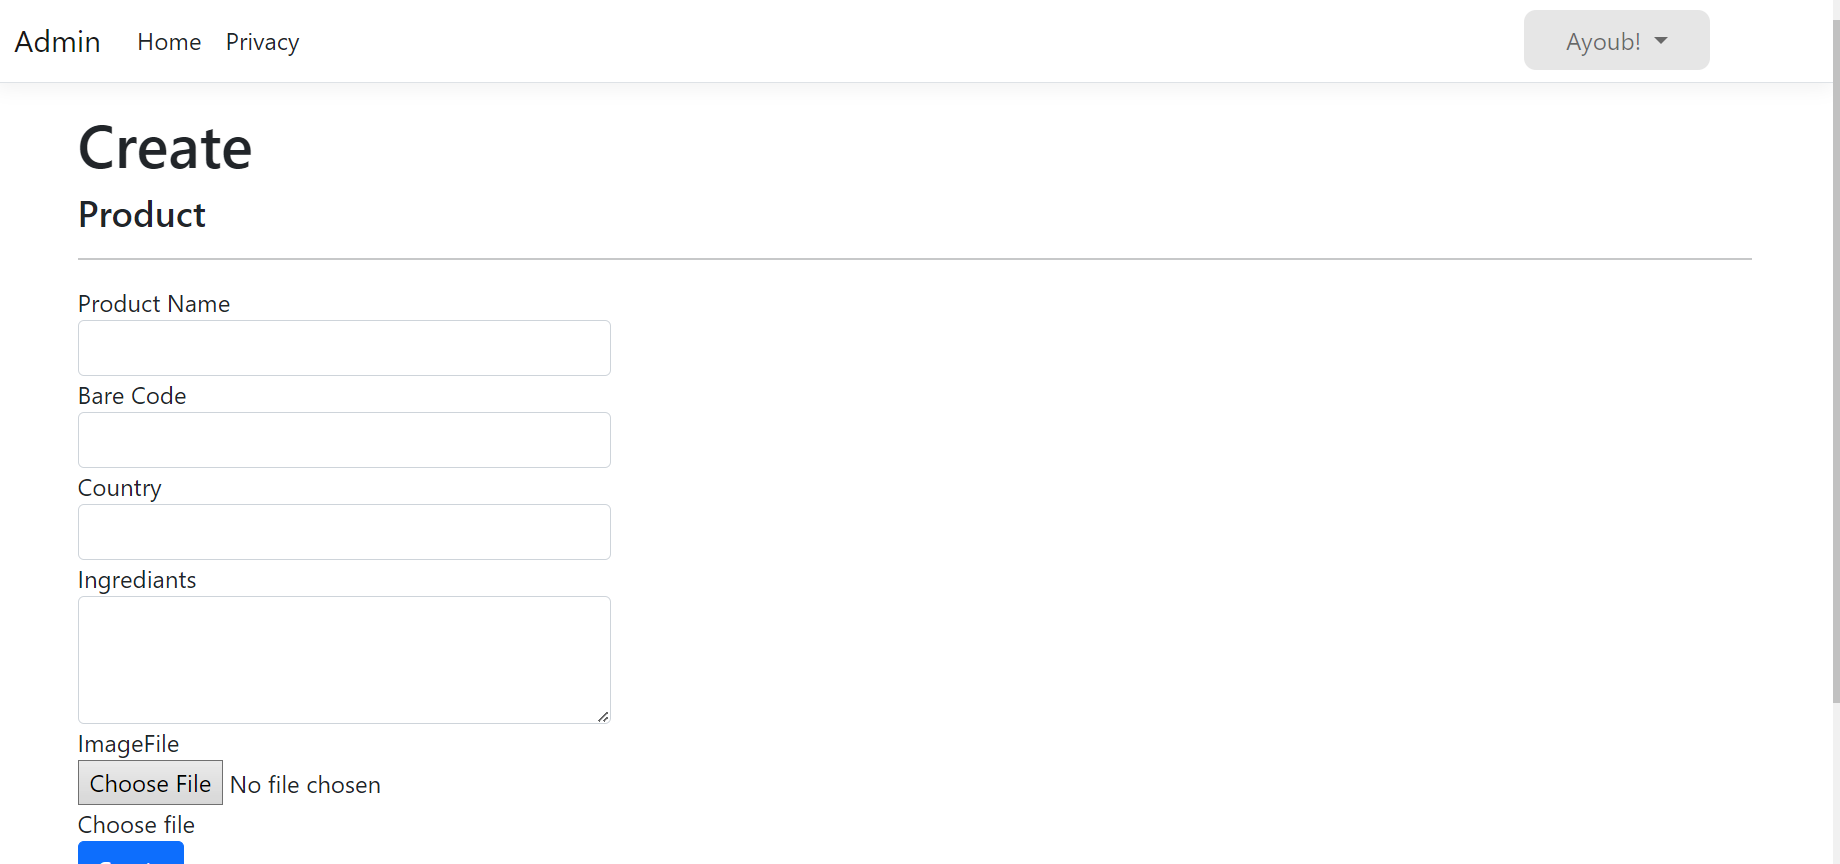 Admin Home Privacy Ayoub!
Create
Product
Product Name
Bare Code
Country
Ingrediants
ImageFile
Choose File No file chosen
Choose file